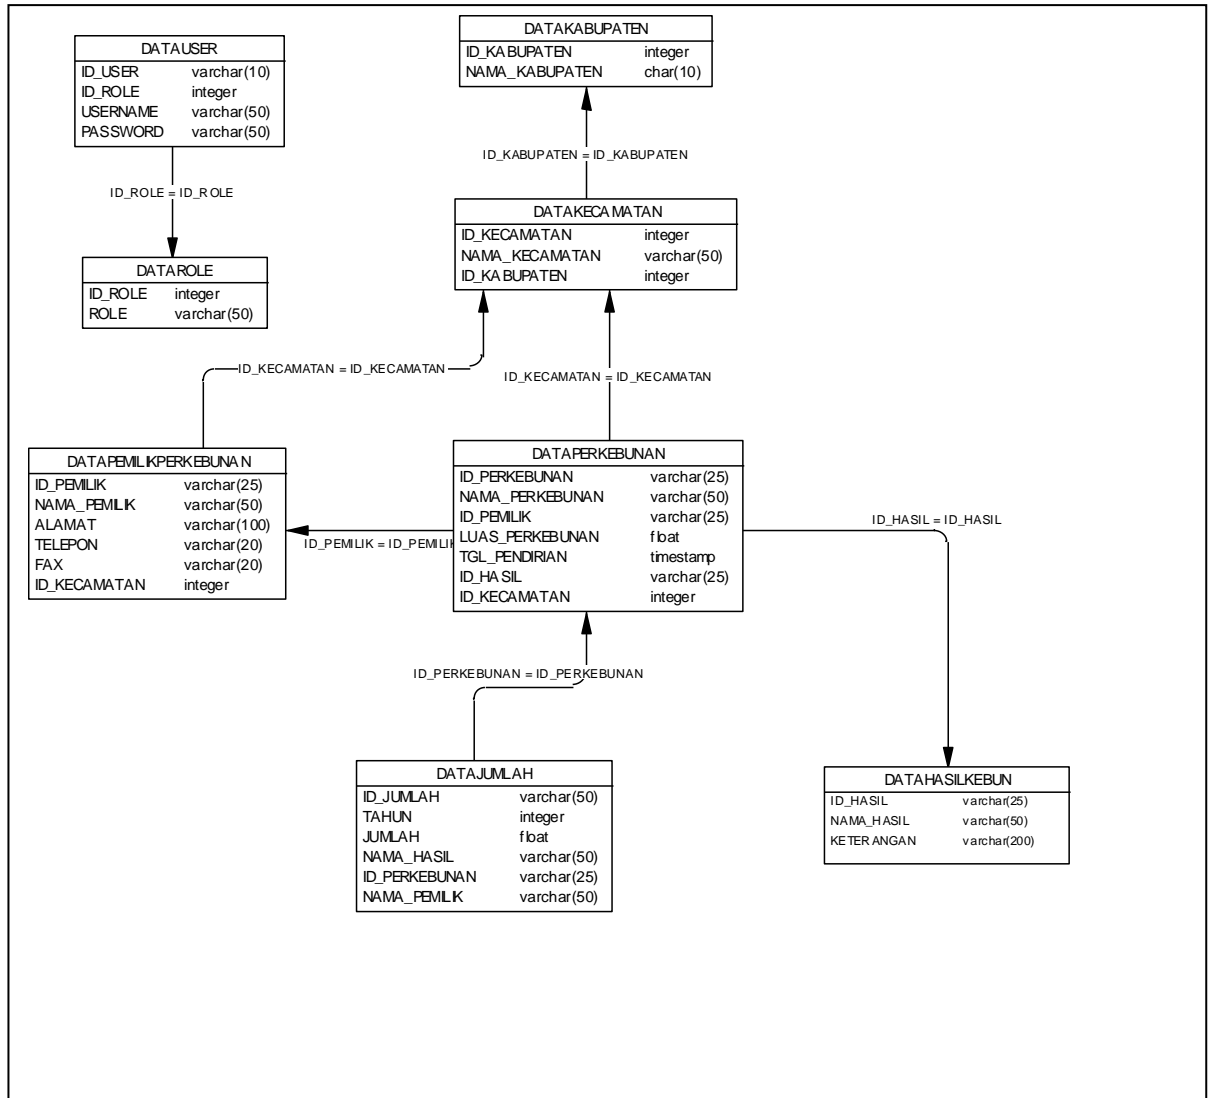 DATAUSER
ID_USER varchar(10)
ID_ROLE integer
USERNAME varchar(50)
PASSWORD varchar(50)
ID_ROLE = ID_ROLE
DATAROLE
ID_ROLE integer
ROLE varchar(50)
DATAKABUPATEN
ID_KABUPATEN integer
NAMA_KABUPATEN char(10)
ID_KABUPATEN = ID_KABUPATEN
DATAKECAMATAN
ID_KECAMATAN integer
NAMA_KECAMATAN varchar(50)
ID_KABUPATEN integer
ID_KECAMATAN = ID_KECAMATAN
ID_KECAMATAN = ID_KECAMATAN
DATAPEMILIKPERKEBUNAN
ID_PEMILIK varchar(25)
NAMA_PEMILIK varchar(50)
ALAMAT varchar(100)
TELEPON varchar(20)
FAX varchar(20)
ID_KECAMATAN integer
ID_PEMILIK = ID_PEMILIK
DATAPERKEBUNAN
ID_PERKEBUNAN varchar(25)
NAMA_PERKEBUNAN varchar(50)
ID_PEMILIK varchar(25)
LUAS_PERKEBUNAN float
TGL_PENDIRIAN timestamp
ID_HASIL varchar(25)
ID_KECAMATAN integer
ID_HASIL = ID_HASIL
ID_PERKEBUNAN = ID_PERKEBUNAN
DATAJUMLAH
ID_JUMLAH varchar(50)
TAHUN integer
JUMLAH float
NAMA_HASIL varchar(50)
ID_PERKEBUNAN varchar(25)
NAMA_PEMILIK varchar(50)
DATAHASILKEBUN
ID_HASIL varchar(25)
NAMA_HASIL varchar(50)
KETERANGAN varchar(200)